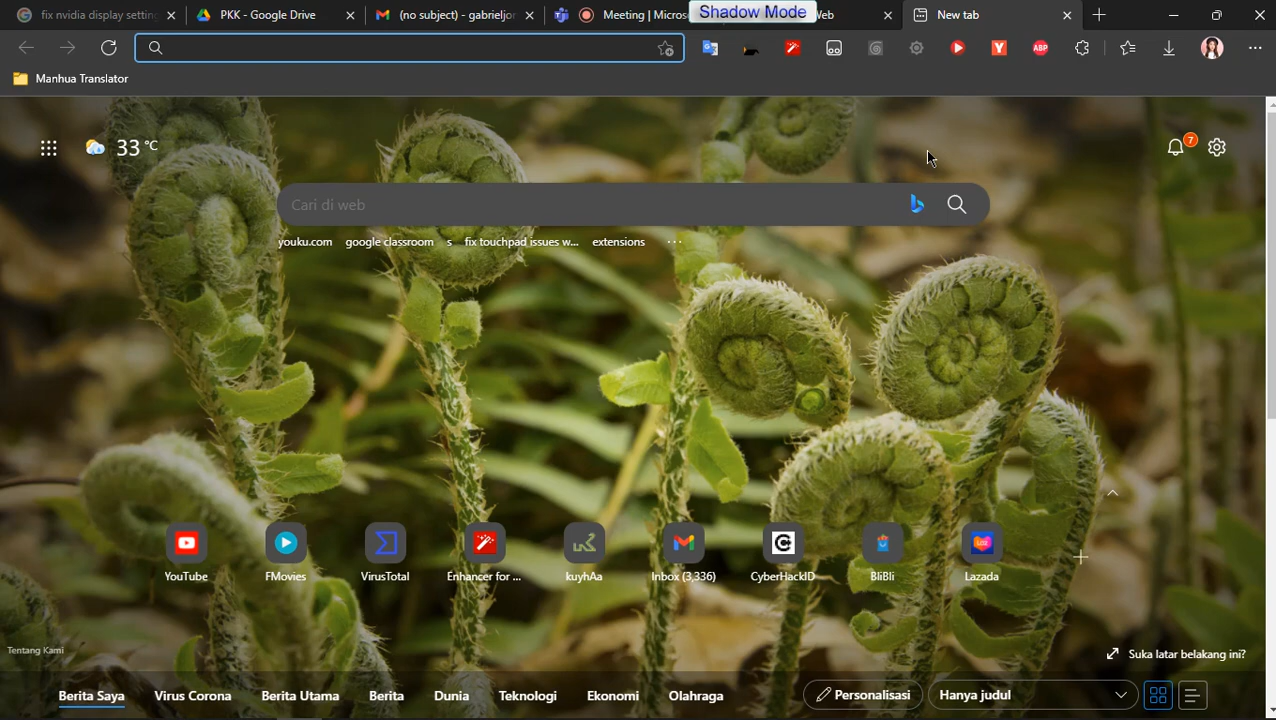 fix nvidia display setting
PKK - Google Drive
(no subject) - gabrieljor
Meeting | Micros
Shadow Mode
Web
New tab
ABP
Manhua Translator
33 °C
7
Cari di web
youku.com google classroom s fix touchpad issues w... extensions ...
YouTube
FMovies
VirusTotal
Enhancer for ...
kuyhAa
Inbox (3,336)
CyberHackID
BliBli
Lazada
Tentang Kami
Suka latar belakang ini?
Berita Saya Virus Corona Berita Utama Berita Dunia Teknologi Ekonomi Olahraga
Personalisasi
Hanya judul